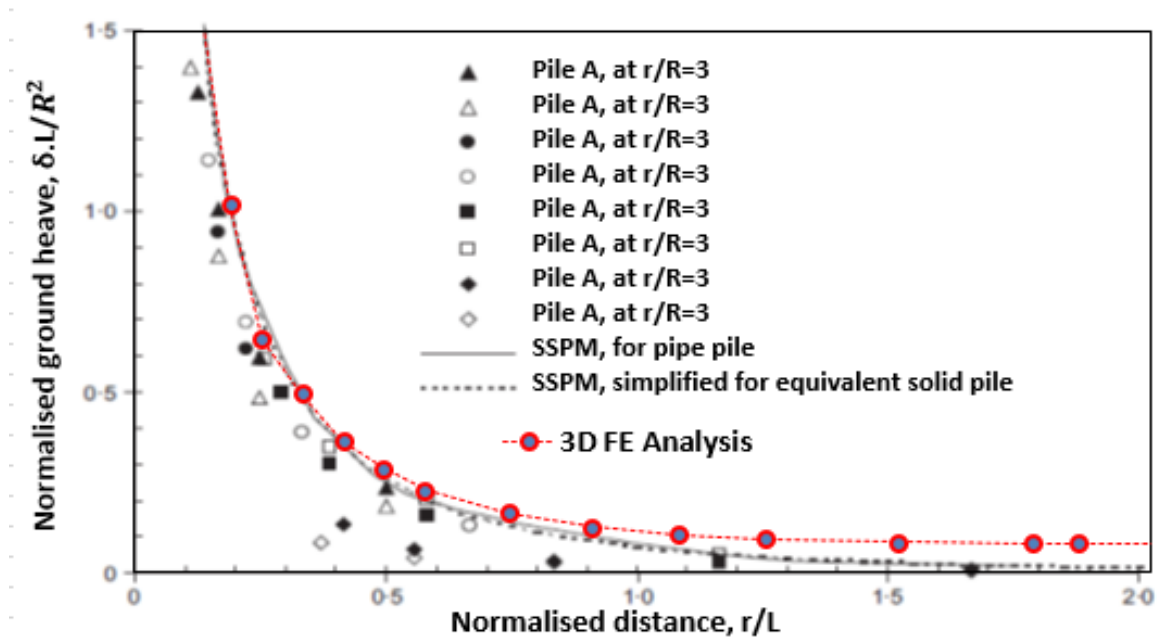 1·5
1·0
0·5
0
Normalised ground heave, δ.L/R²
Pile A, at r/R=3
Pile A, at r/R=3
Pile A, at r/R=3
Pile A, at r/R=3
Pile A, at r/R=3
Pile A, at r/R=3
Pile A, at r/R=3
Pile A, at r/R=3
SSPM, for pipe pile
SSPM, simplified for equivalent solid pile
3D FE Analysis
0 0·5 1·0 1·5 2·0
Normalised distance, r/L